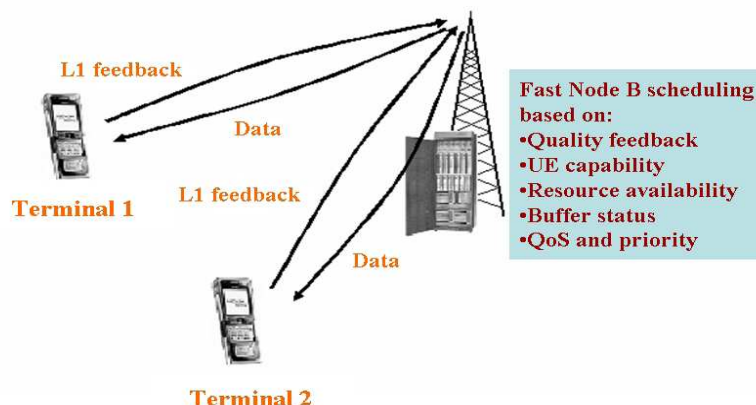 L1 feedback
Data
Terminal 1
L1 feedback
Data
Terminal 2
Fast Node B scheduling
based on:
•Quality feedback
•UE capability
•Resource availability
•Buffer status
•QoS and priority